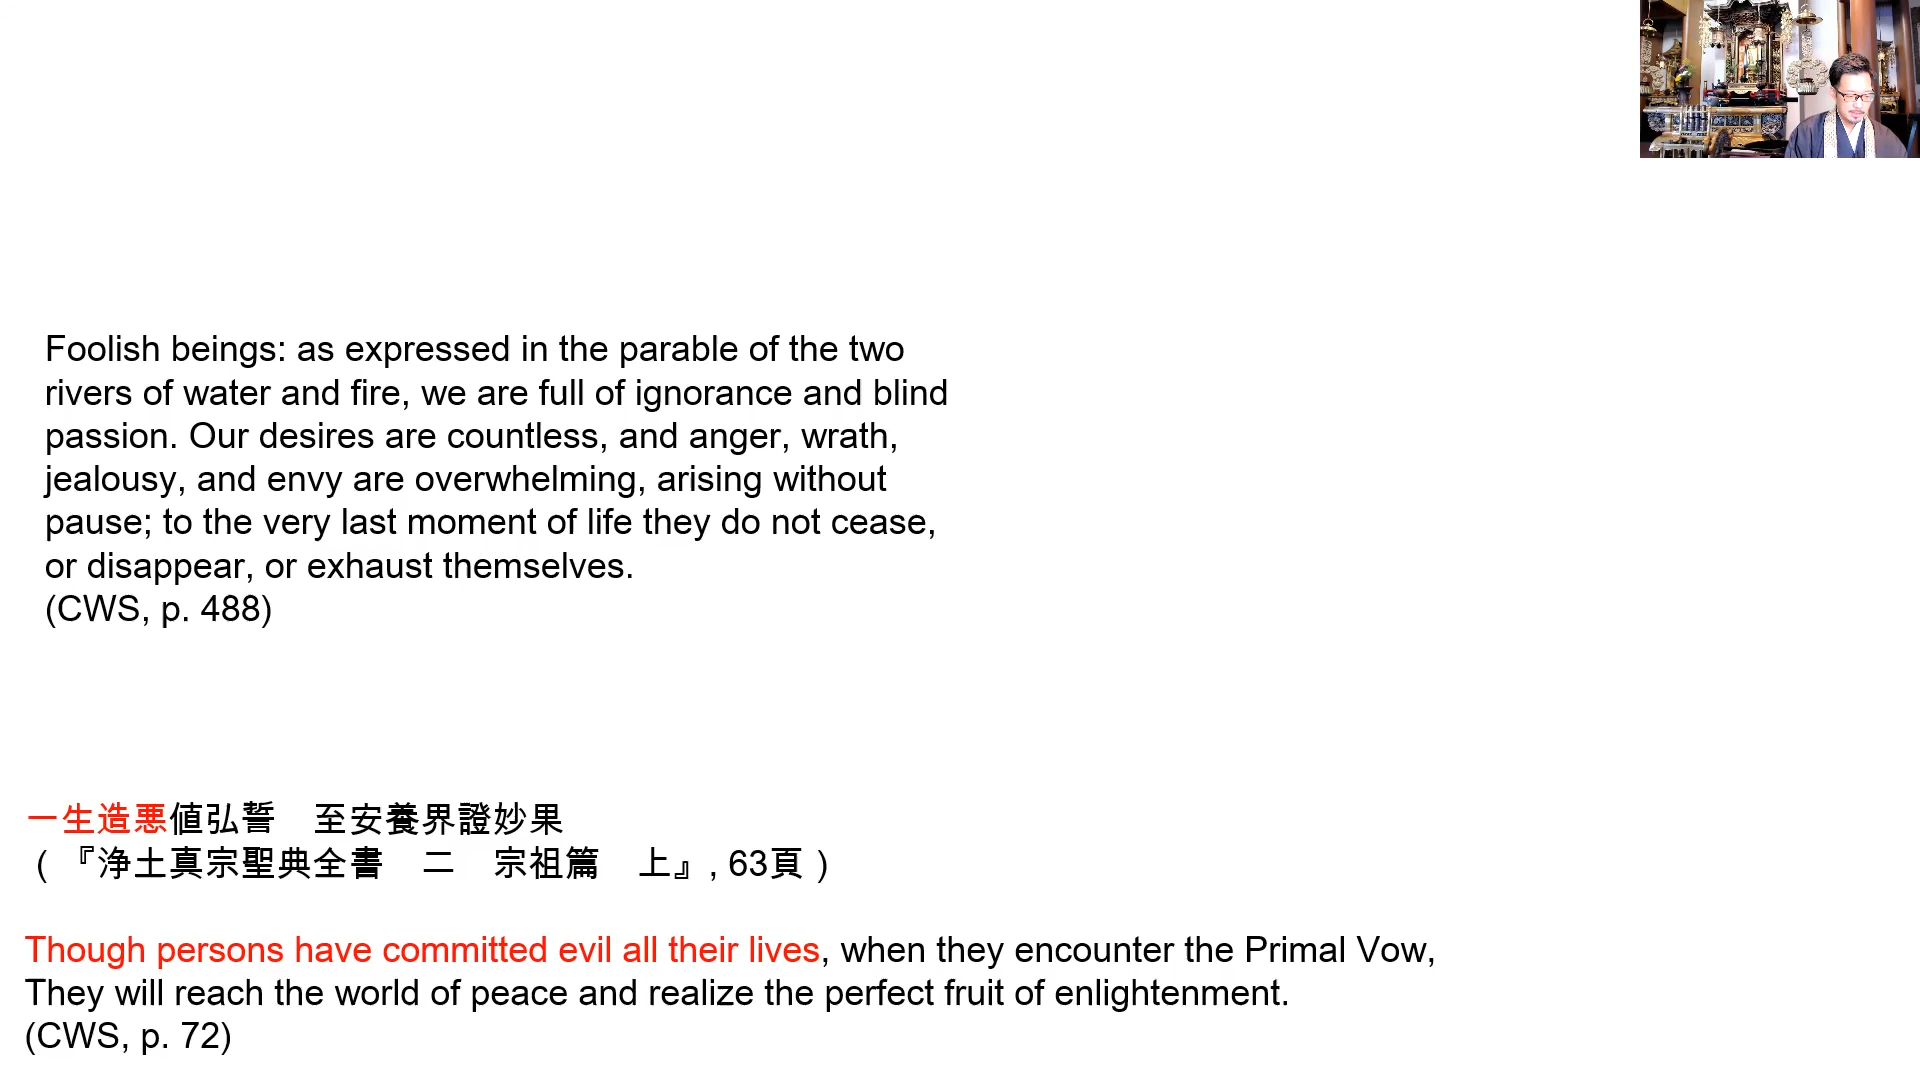 Foolish beings: as expressed in the parable of the two
rivers of water and fire, we are full of ignorance and blind
passion. Our desires are countless, and anger, wrath,
jealousy, and envy are overwhelming, arising without
pause; to the very last moment of life they do not cease,
or disappear, or exhaust themselves.
(CWS, p. 488)
一生造悪値弘誓　至安養界證妙果
（『浄土真宗聖典全書　二　宗祖篇　上』, 63頁）
Though persons have committed evil all their lives, when they encounter the Primal Vow,
They will reach the world of peace and realize the perfect fruit of enlightenment.
(CWS, p. 72)